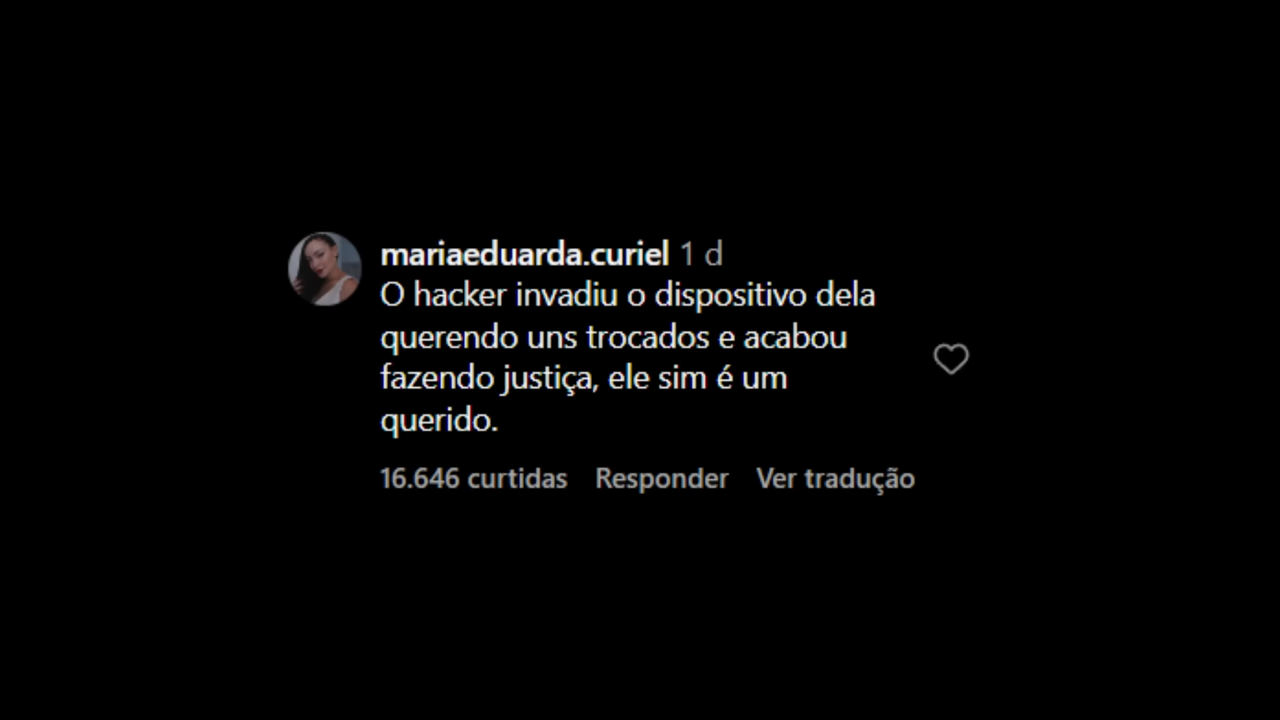 mariaeduarda.curiel 1 d
O hacker invadiu o dispositivo dela
querendo uns trocados e acabou
fazendo justiça, ele sim é um
querido.
16.646 curtidas Responder Ver tradução